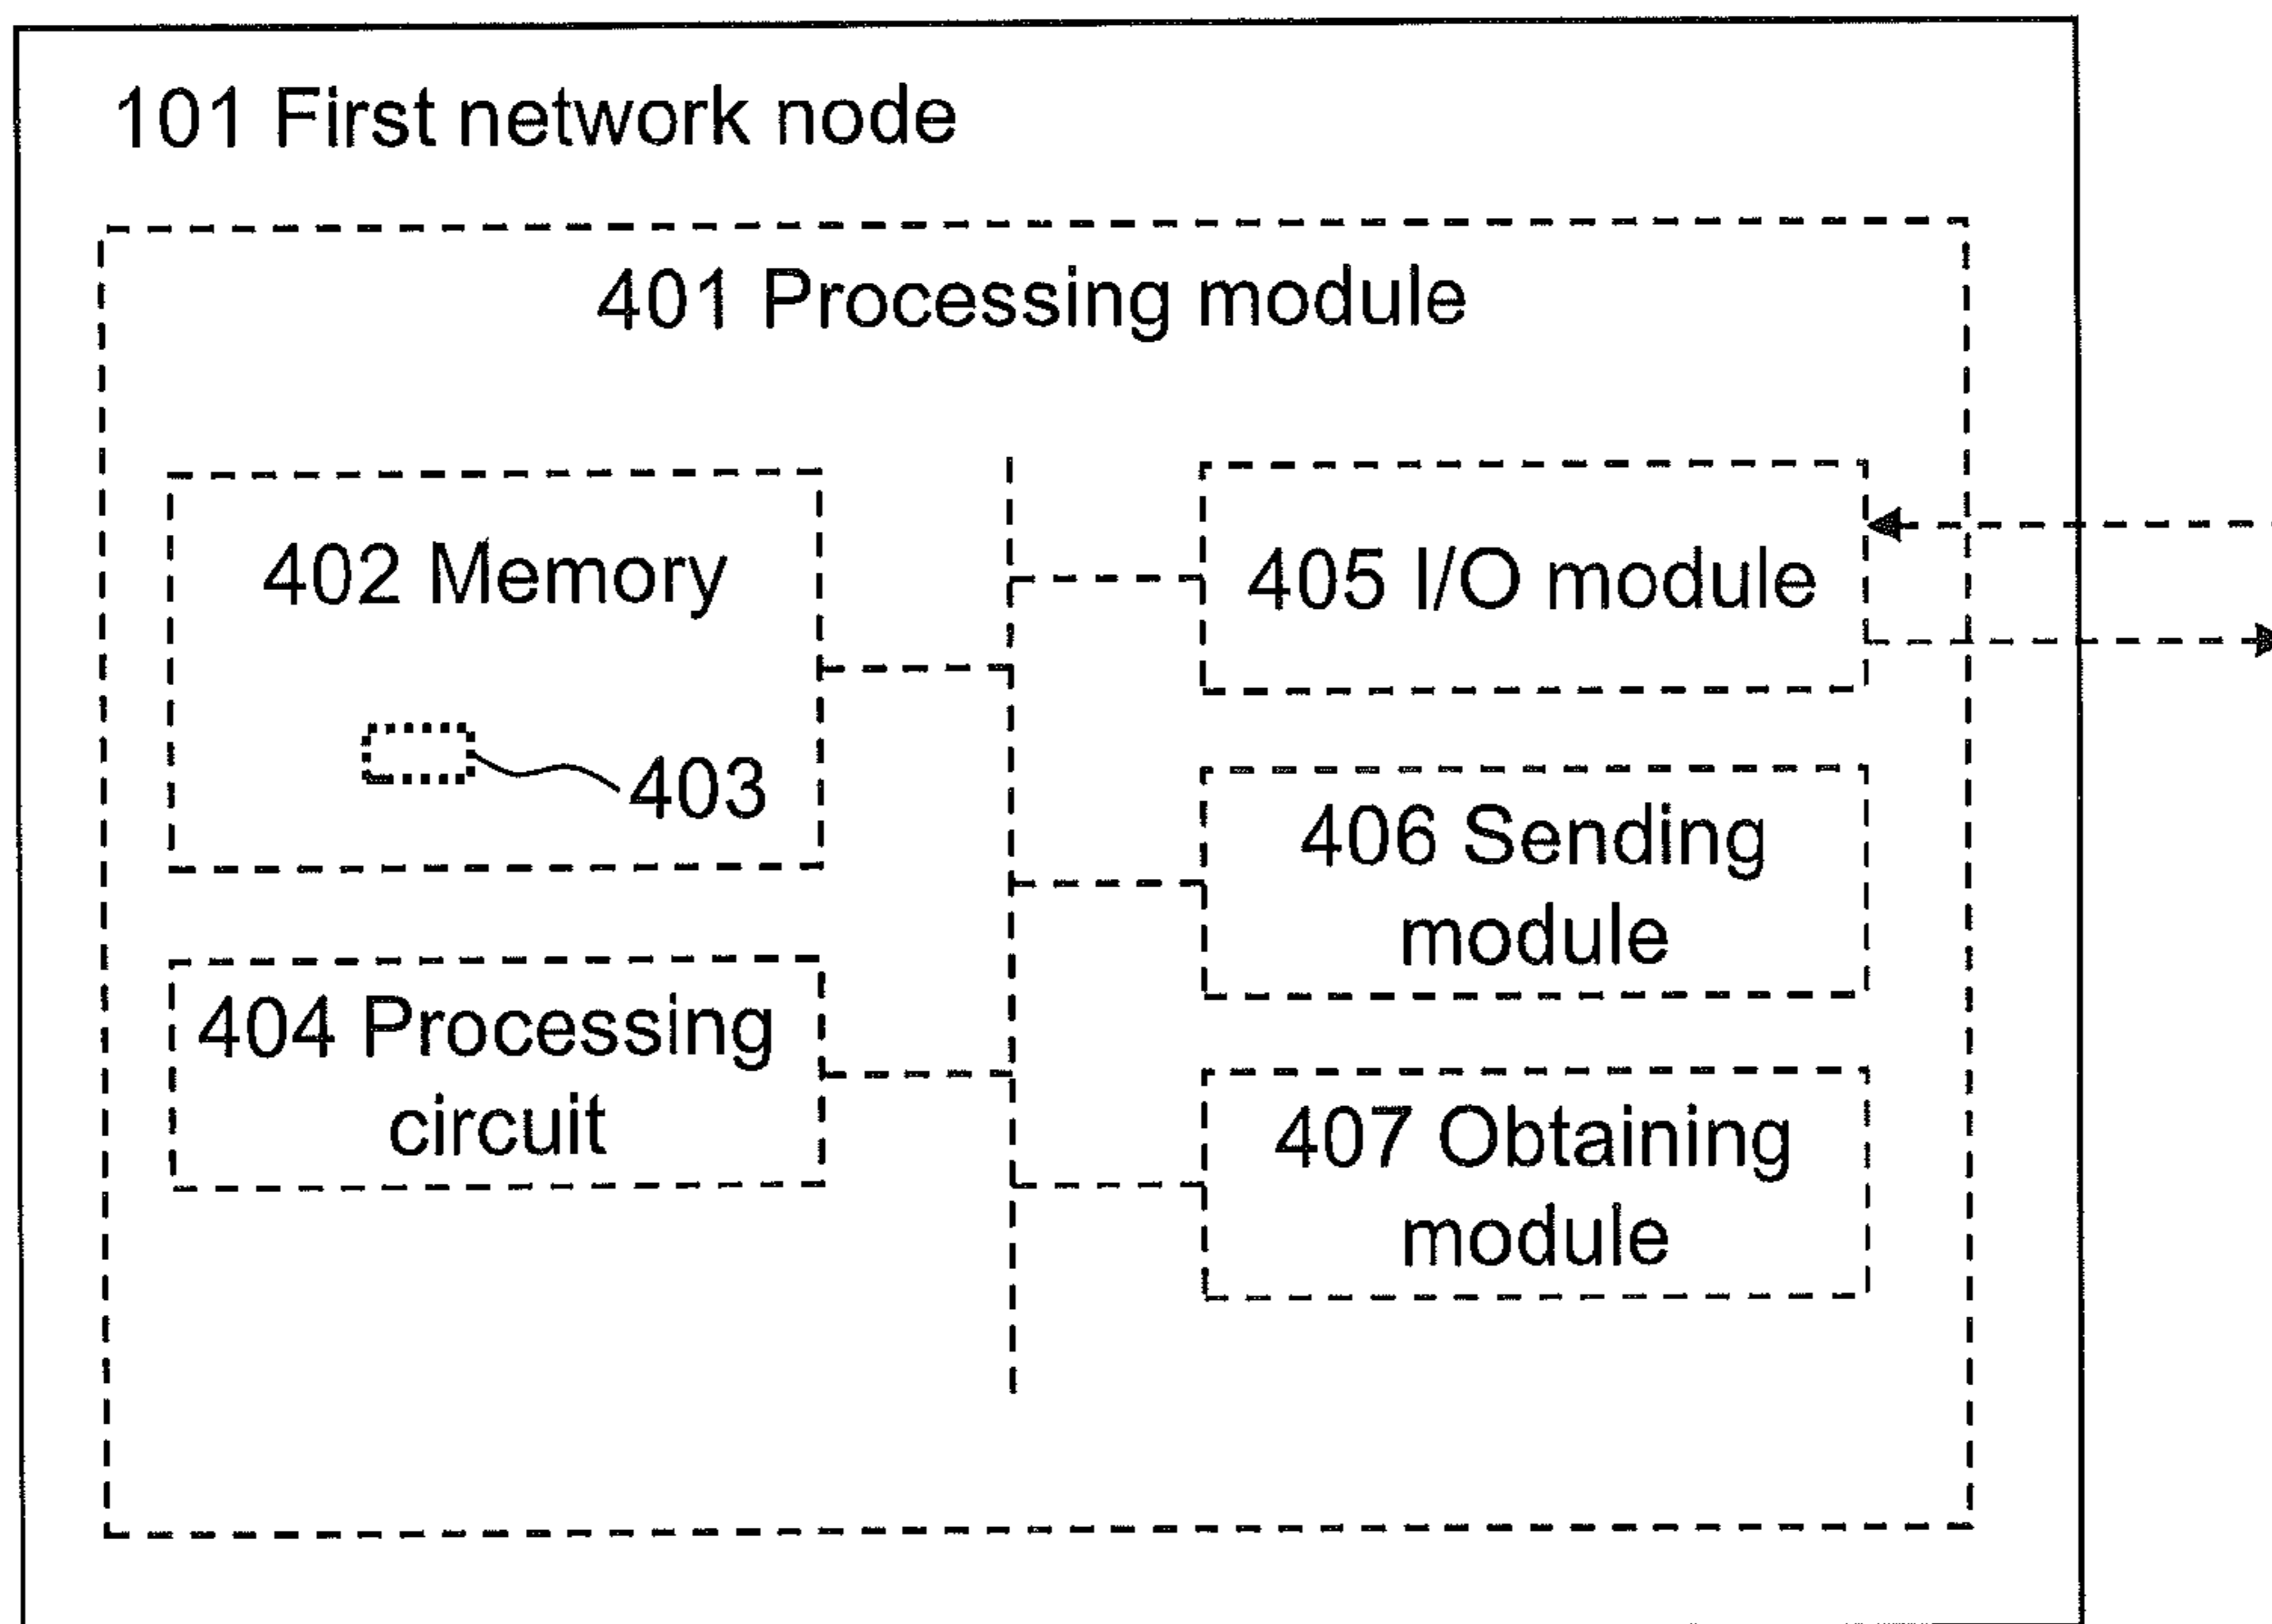 101 First network node
401 Processing module
402 Memory
403
404 Processing
circuit
405 I/O module
406 Sending
module
407 Obtaining
module